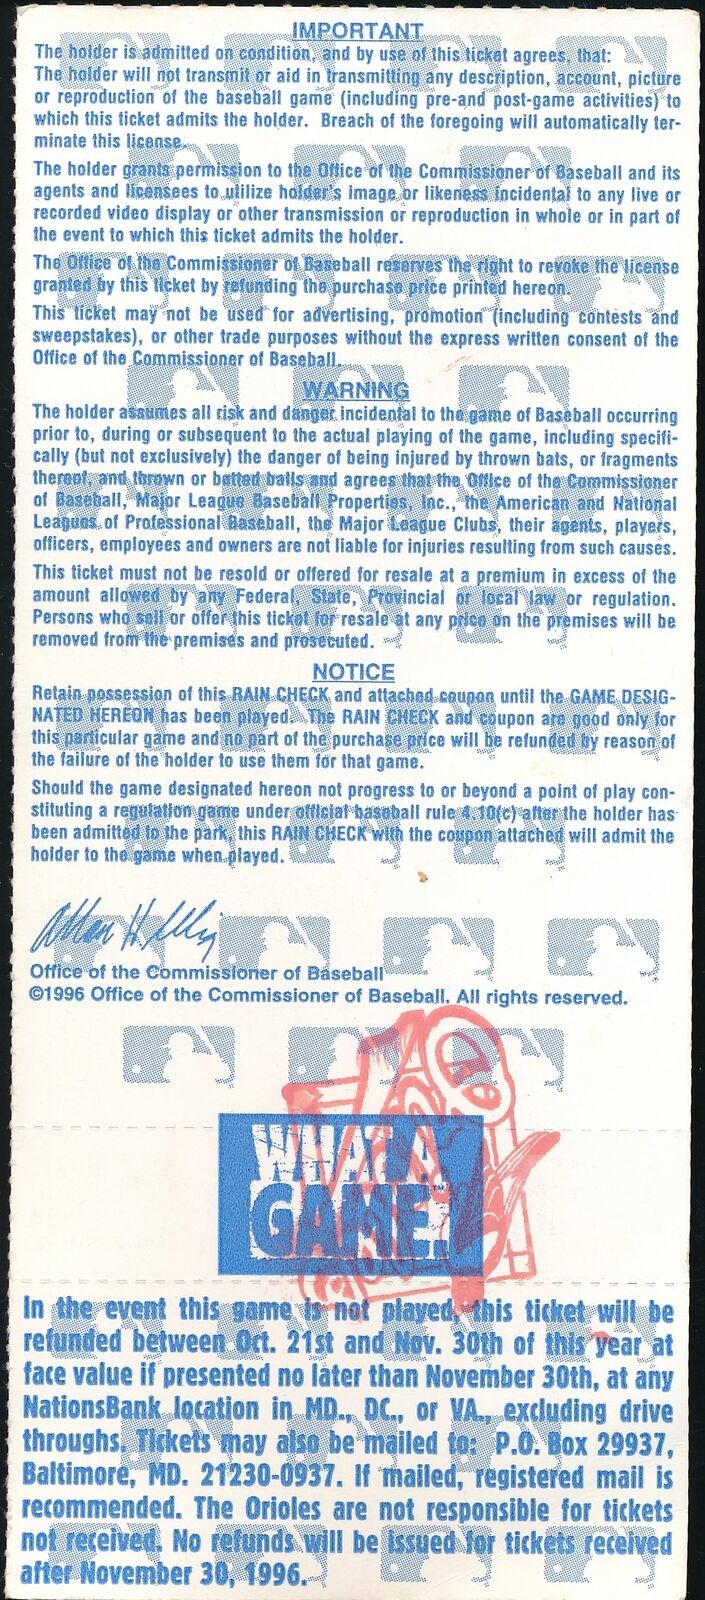 IMPORTANT
The holder is admitted on condition, and by use of this ticket agrees, that:
The holder will not transmit or aid in transmitting any description, account, picture
or reproduction of the baseball game (including pre-and post-game activities) to
which this ticket admits the holder. Breach of the foregoing will automatically ter-
minate this license.
The holder grants permission to the Office of the Commissioner of Baseball and its
agents and licensees to utilize holder's image or likeness incidental to any live or
recorded video display or other transmission or reproduction in whole or in part of
the event to which this ticket admits the holder.
The Office of the Commissioner of Baseball reserves the right to revoke the license
granted by this ticket by refunding the purchase price printed hereon.
This ticket may not be used for advertising, promotion (including contests and
sweepstakes), or other trade purposes without the express written consent of the
Office of the Commissioner of Baseball.
WARNING
The holder assumes all risk and danger incidental to the game of Baseball occurring
prior to, during or subsequent to the actual playing of the game, including specifi-
cally (but not exclusively) the danger of being injured by thrown bats, or fragments
thereof, and thrown or batted balls and agrees that the Office of the Commissioner
of Baseball, Major League Baseball Properties, Inc., the American and National
Leagues of Professional Baseball, the Major League Clubs, their agents, players,
officers, employees and owners are not liable for injuries resulting from such causes.
This ticket must not be resold or offered for resale at a premium in excess of the
amount allowed by any Federal, State, Provincial or local law or regulation.
Persons who sell or offer this ticket for resale at any price on the premises will be
removed from the premises and prosecuted.
NOTICE
Retain possession of this RAIN CHECK and attached coupon until the GAME DESIG-
NATED HEREON has been played. The RAIN CHECK and coupon are good only for
this particular game and no part of the purchase price will be refunded by reason of
the failure of the holder to use them for that game.
Should the game designated hereon not progress to or beyond a point of play con-
stituting a regulation game under official baseball rule 4.10(c) after the holder has
been admitted to the park, this RAIN CHECK with the coupon attached will admit the
holder to the game when played.
Office of the Commissioner of Baseball
©1996 Office of the Commissioner of Baseball. All rights reserved.
WHAT A
GAME!
In the event this game is not played, this ticket will be
refunded between Oct. 21st and Nov. 30th of this year at
face value if presented no later than November 30th, at any
NationsBank location in MD., DC., or VA., excluding drive
throughs. Tickets may also be mailed to: P.O. Box 29937,
Baltimore, MD. 21230-0937. If mailed, registered mail is
recommended. The Orioles are not responsible for tickets
not received. No refunds will be issued for tickets received
after November 30, 1996.